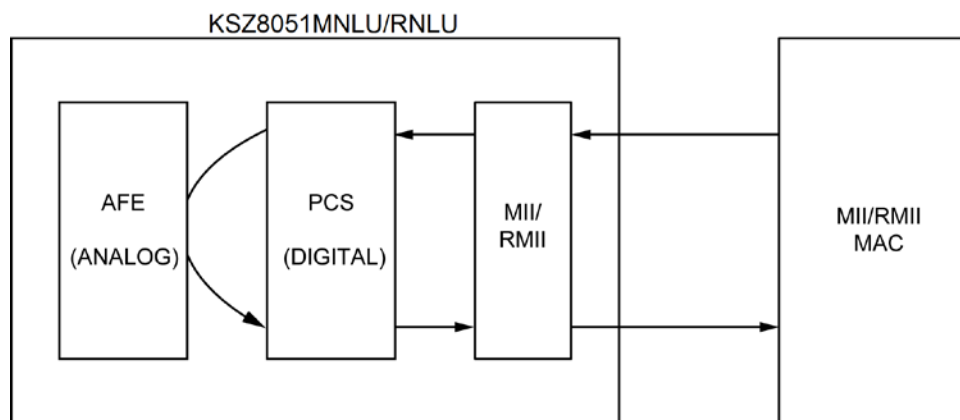 KSZ8051MNLU/RNLU
AFE
(ANALOG)
PCS
(DIGITAL)
MII/
RMII
MII/RMII
MAC